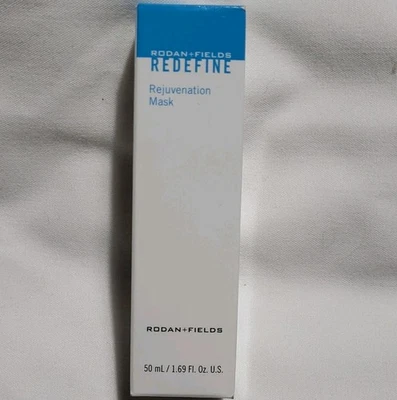 RODAN+FIELDS
REDEFINE
Rejuvenation
Mask
RODAN+FIELDS
50 mL / 1.69 Fl. Oz. U.S.